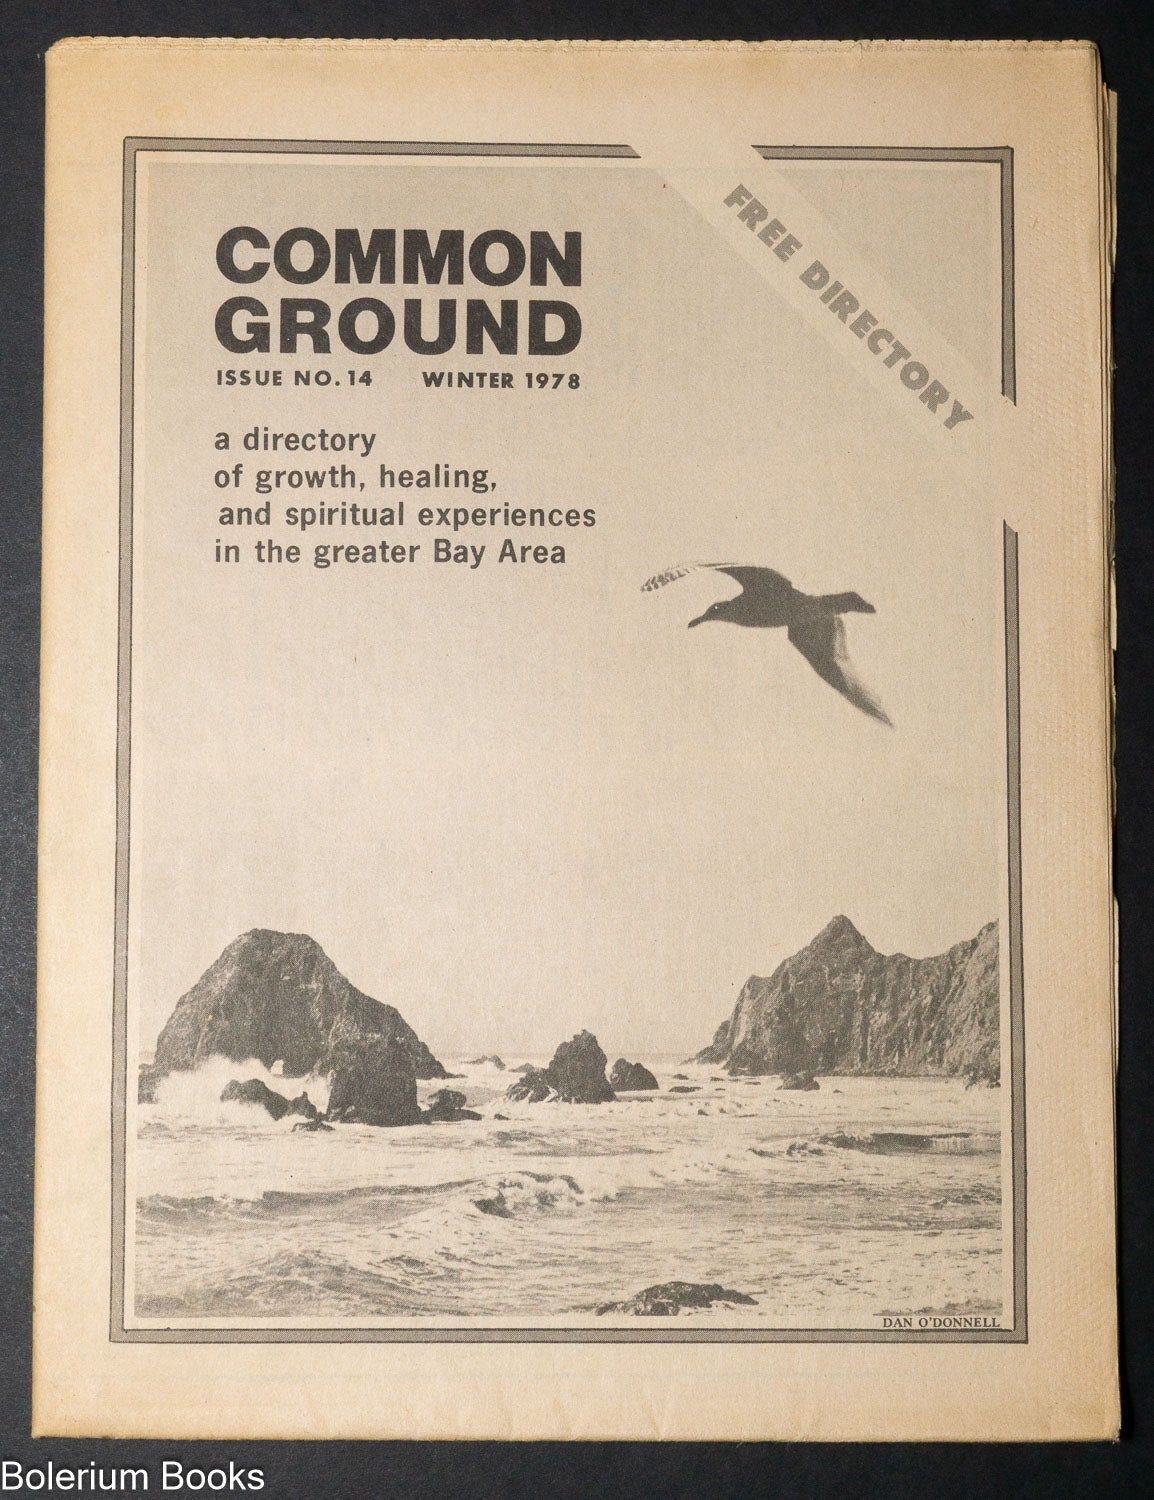 COMMON
GROUND
ISSUE NO. 14 WINTER 1978
a directory
of growth, healing,
and spiritual experiences
in the greater Bay Area
FREE DIRECTORY
DAN O'DONNELL
Bolerium Books